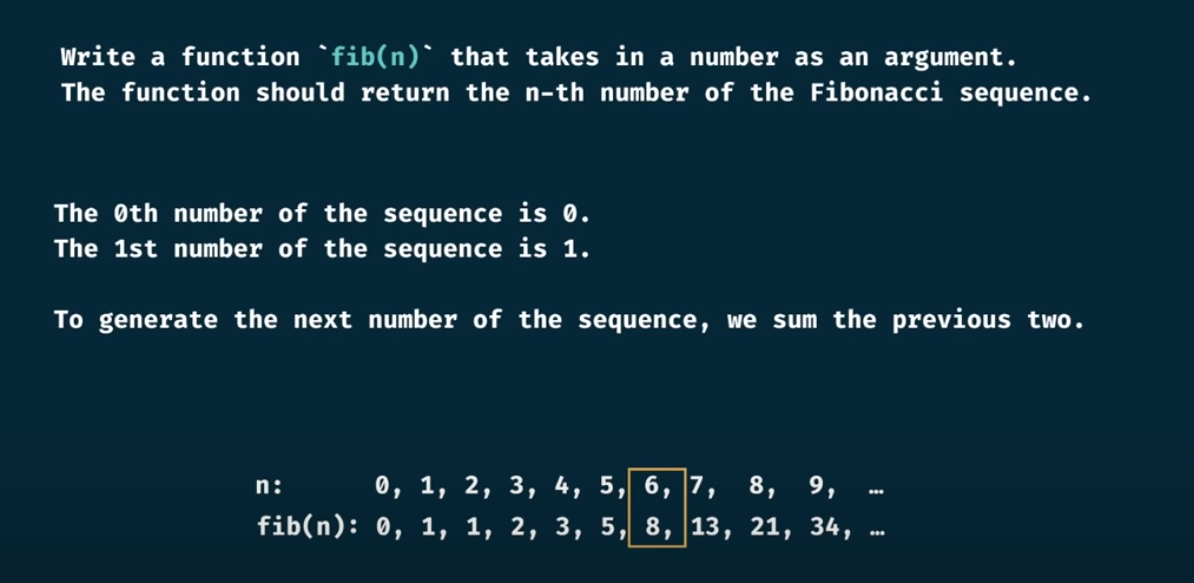 Write a function `fib(n)` that takes in a number as an argument.
The function should return the n-th number of the Fibonacci sequence.
The 0th number of the sequence is 0.
The 1st number of the sequence is 1.
To generate the next number of the sequence, we sum the previous two.
n: 0, 1, 2, 3, 4, 5, 6, 7, 8, 9, …
fib(n): 0, 1, 1, 2, 3, 5, 8, 13, 21, 34, …